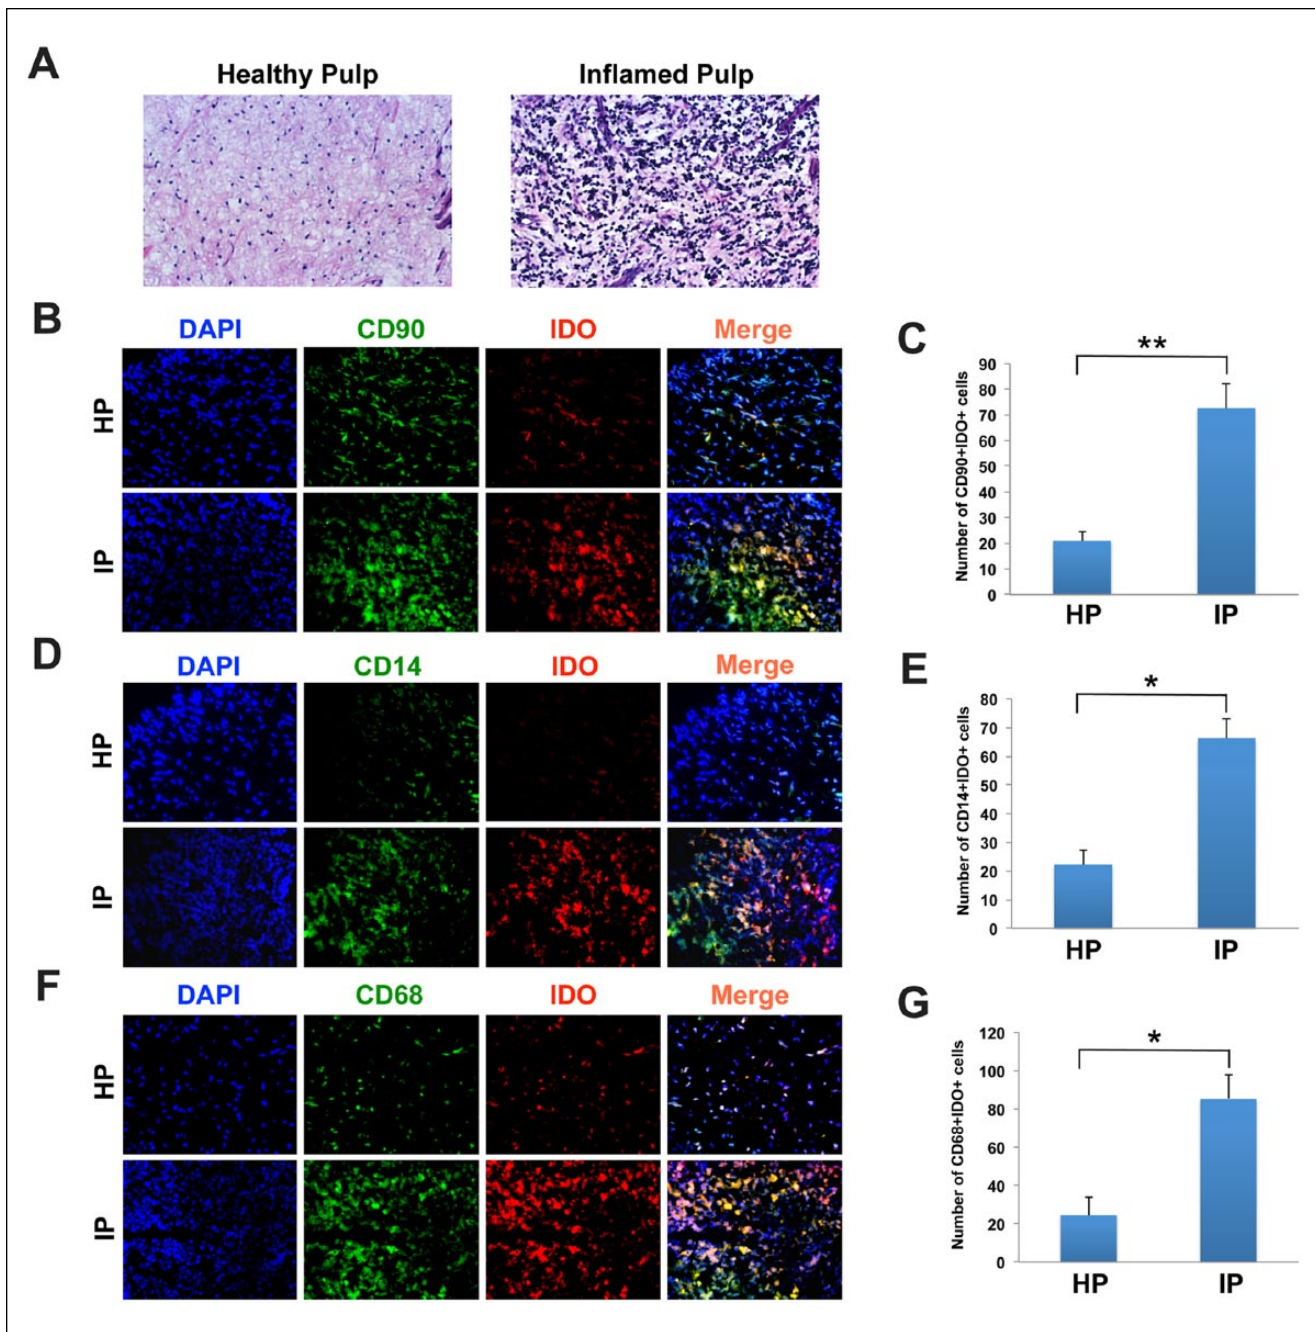 A
Healthy Pulp Inflamed Pulp
B
DAPI CD90 IDO Merge
HP
IP
C
**
Number of CD90+IDO+ cells
90
80
70
60
50
40
30
20
10
0
HP IP
D
DAPI CD14 IDO Merge
HP
IP
E
*
Number of CD14+IDO+ cells
80
70
60
50
40
30
20
10
0
HP IP
F
DAPI CD68 IDO Merge
HP
IP
G
*
Number of CD68+IDO+ cells
120
100
80
60
40
20
0
HP IP